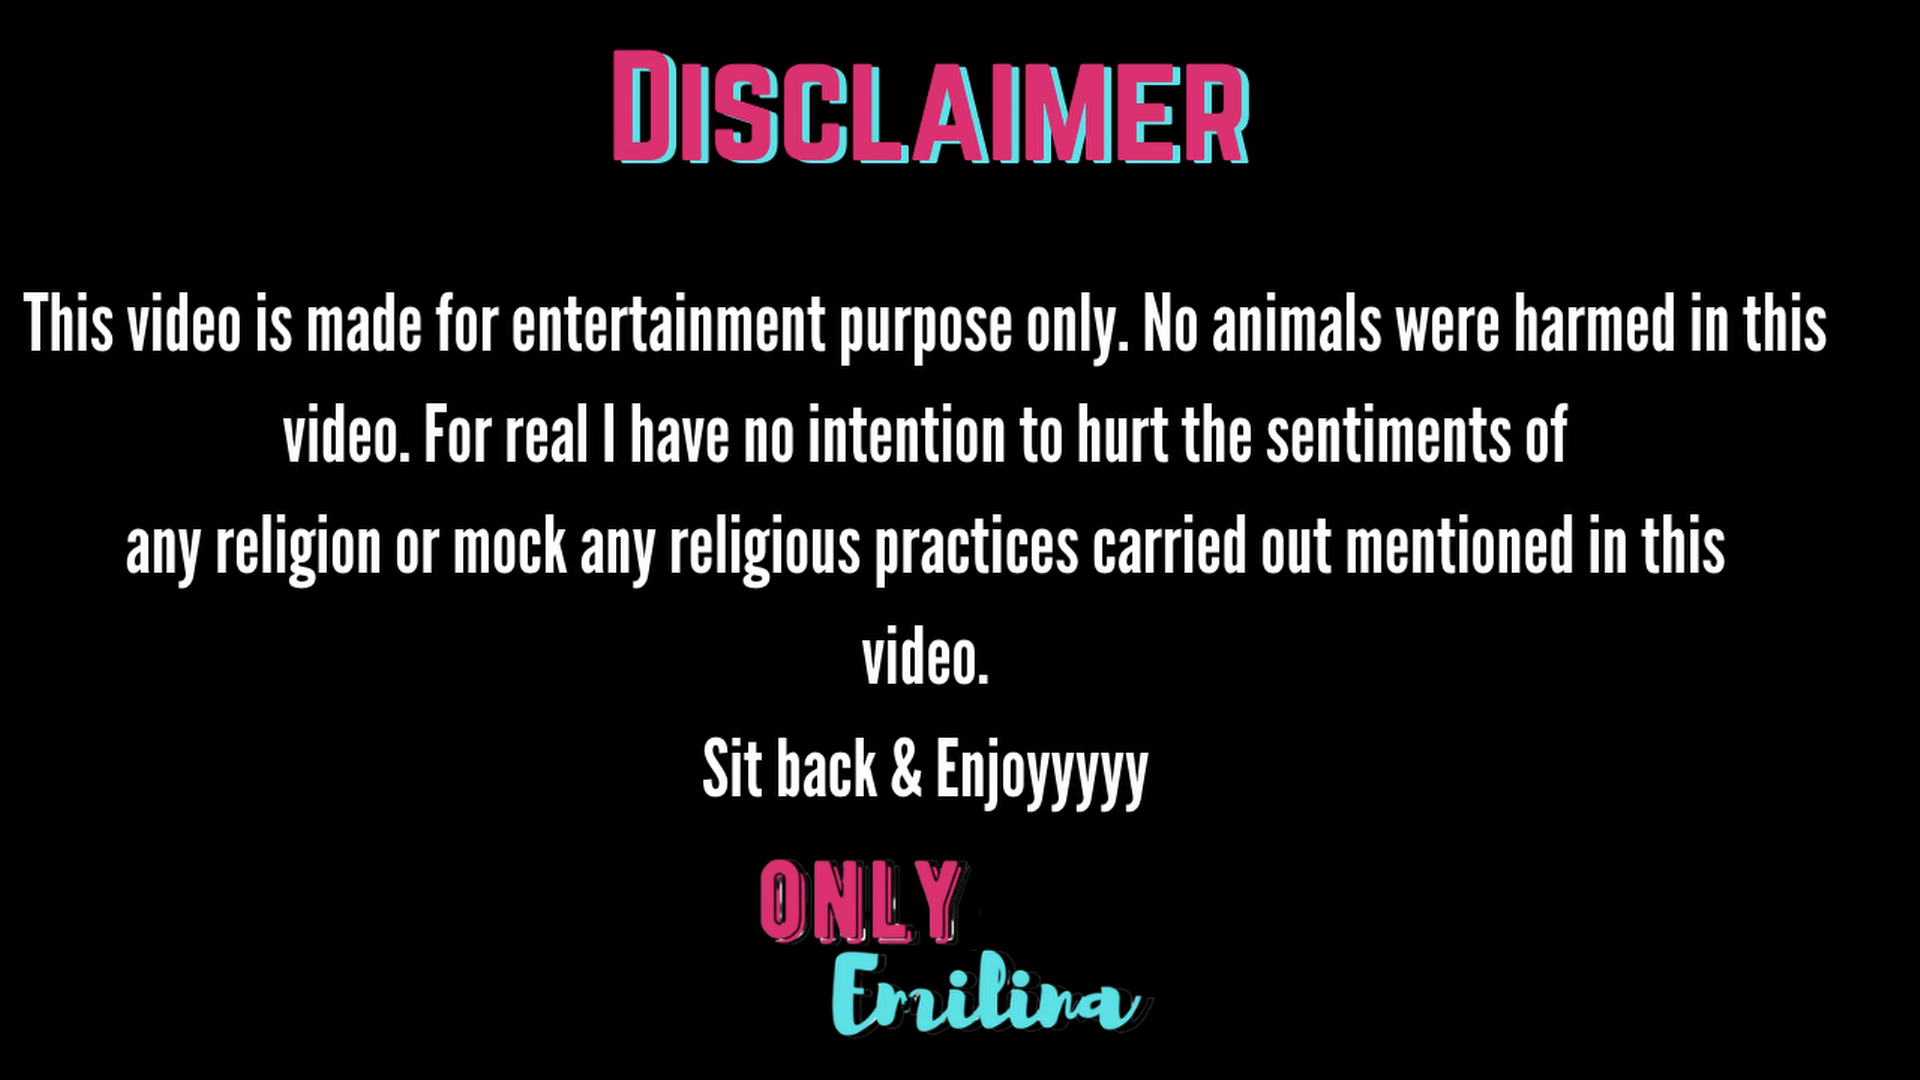 DISCLAIMER
This video is made for entertainment purpose only. No animals were harmed in this
video. For real I have no intention to hurt the sentiments of
any religion or mock any religious practices carried out mentioned in this
video.
Sit back & Enjoyyyyy
ONLY
Emilina